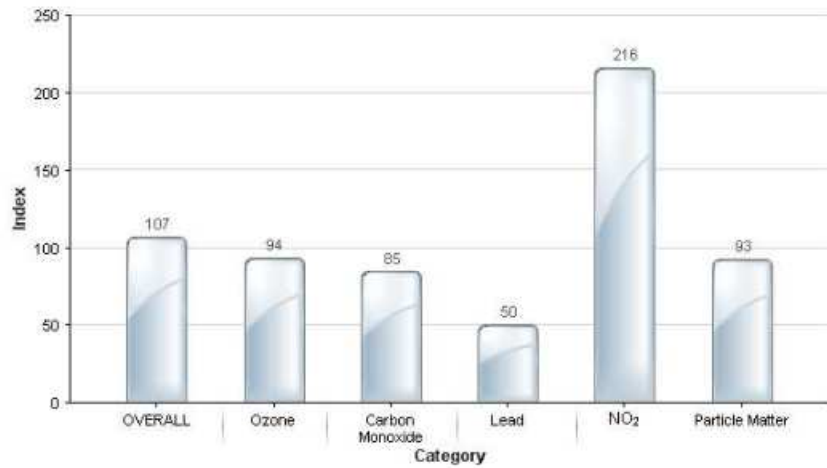 250
200
150
100
50
0
Index
107
94
85
50
216
93
OVERALL
Ozone
Carbon
Monoxide
Lead
NO₂
Particle Matter
Category